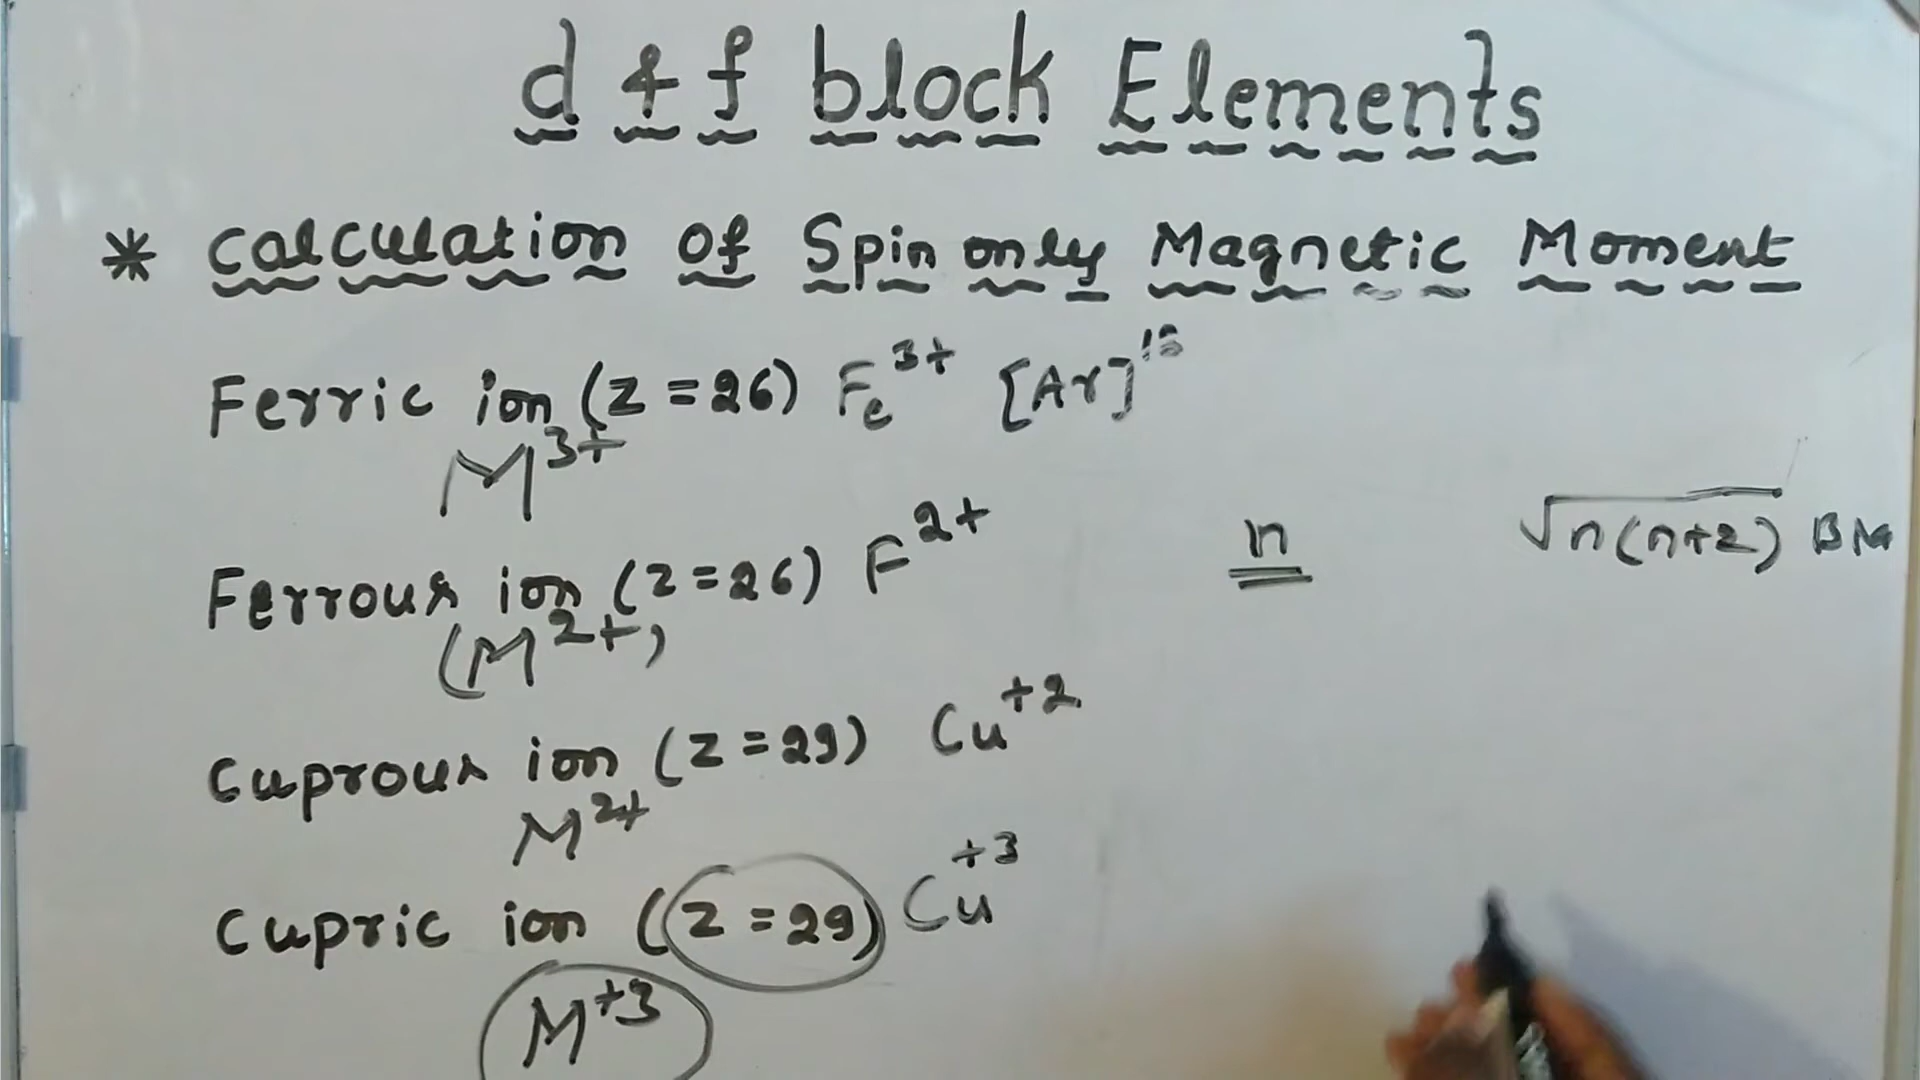 d & f block Elements
* Calculation of Spin only Magnetic Moment
Ferric ion (Z = 26) Fe³⁺ [Ar]¹⁸
M³⁺
n
√n(n+2) BM
Ferrous ion (Z = 26) F²⁺
(M²⁺)
Cuprous ion (Z = 29) Cu⁺²
M²⁺
Cupric ion (Z = 29) Cu⁺³
M⁺³